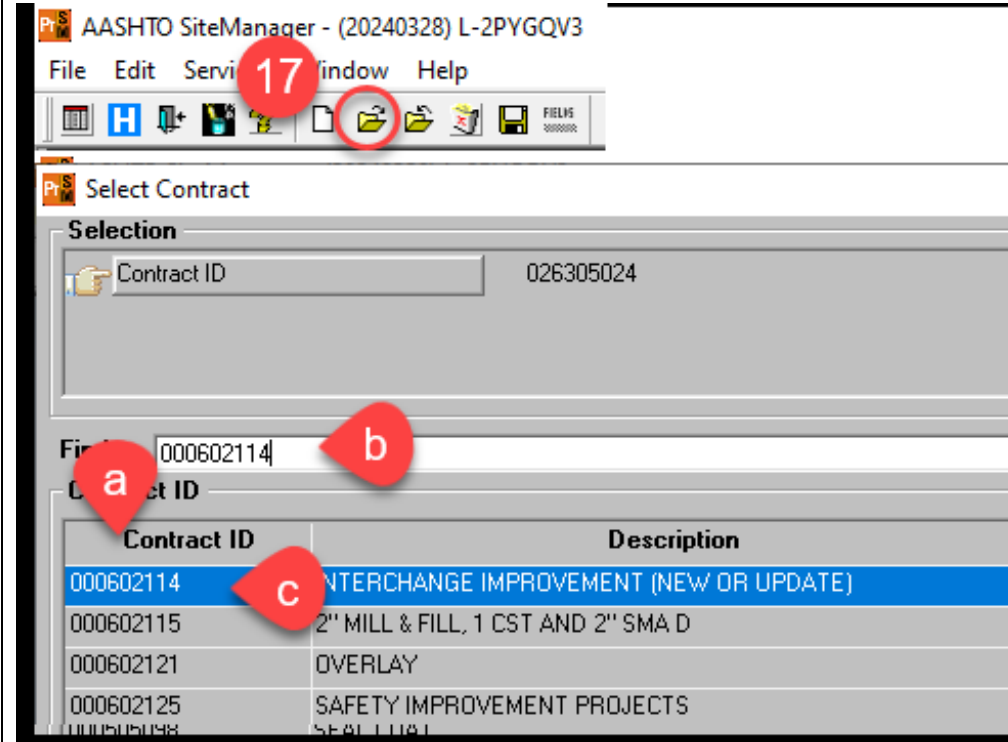 AASHTO SiteManager - (20240328) L-2PYGQV3
File Edit Servi Window Help
17
FIELDS
Select Contract
Selection
Contract ID 026305024
000602114
b
a
Contract ID Description
000602114 INTERCHANGE IMPROVEMENT (NEW OR UPDATE)
c
000602115 2" MILL & FILL, 1 CST AND 2" SMA D
000602121 OVERLAY
000602125 SAFETY IMPROVEMENT PROJECTS